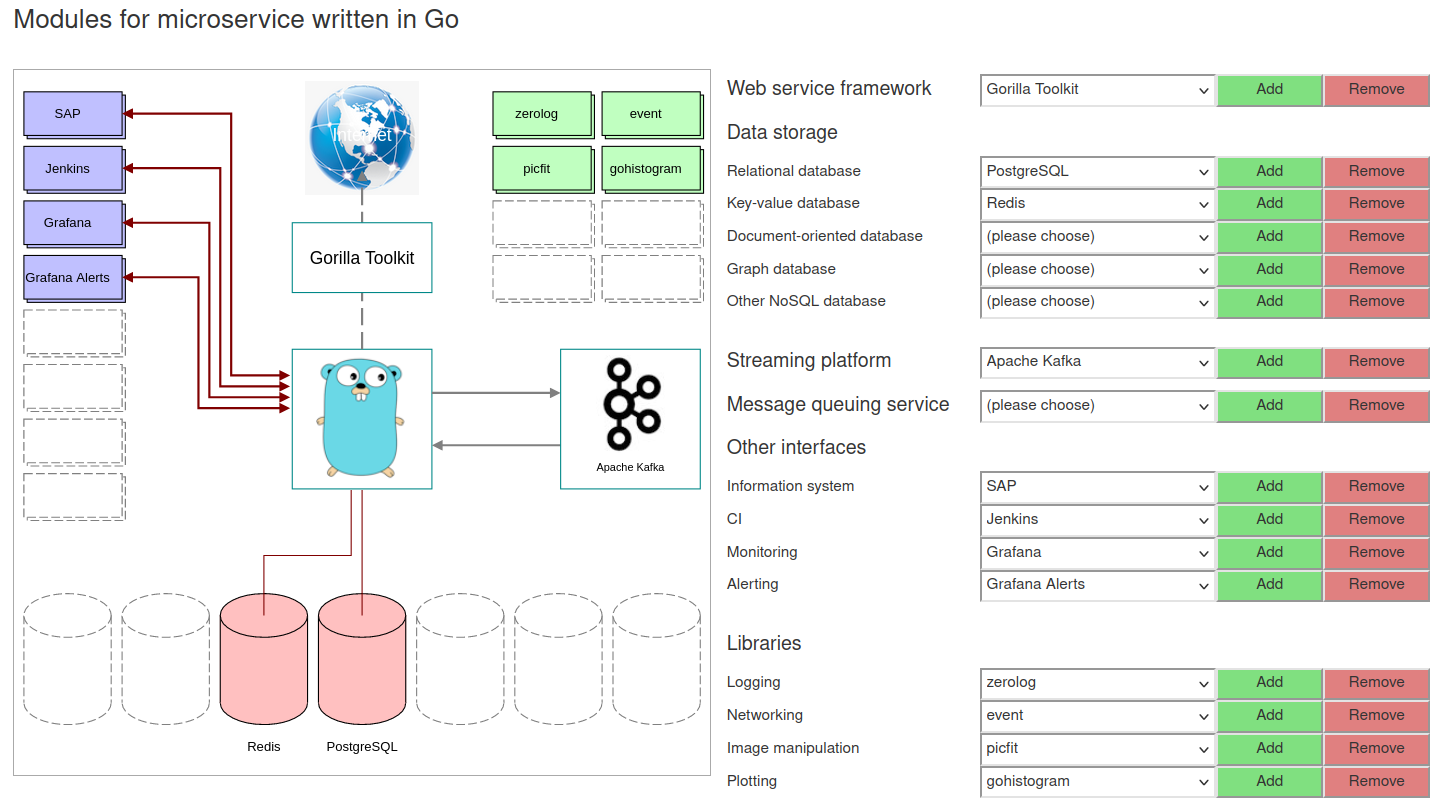 Modules for microservice written in Go
SAP
Jenkins
Grafana
Grafana Alerts
Internet
Gorilla Toolkit
zerolog
event
picfit
gohistogram
Apache Kafka
Redis
PostgreSQL
Web service framework Gorilla Toolkit Add Remove
Data storage
Relational database PostgreSQL Add Remove
Key-value database Redis Add Remove
Document-oriented database (please choose) Add Remove
Graph database (please choose) Add Remove
Other NoSQL database (please choose) Add Remove
Streaming platform Apache Kafka Add Remove
Message queuing service (please choose) Add Remove
Other interfaces
Information system SAP Add Remove
CI Jenkins Add Remove
Monitoring Grafana Add Remove
Alerting Grafana Alerts Add Remove
Libraries
Logging zerolog Add Remove
Networking event Add Remove
Image manipulation picfit Add Remove
Plotting gohistogram Add Remove